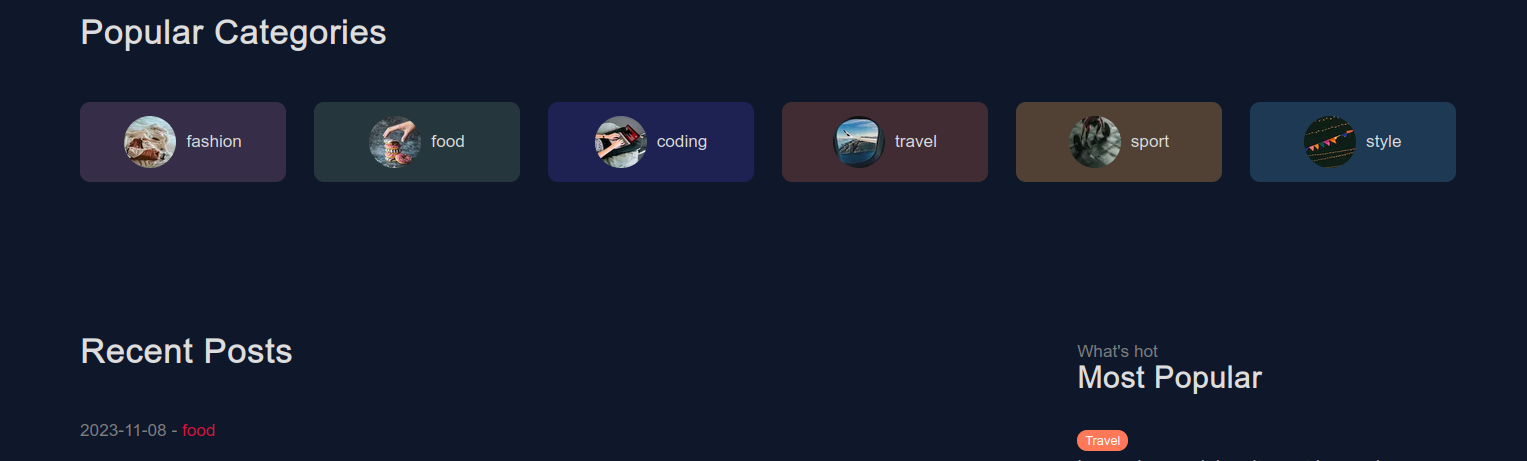 Popular Categories
fashion
food
coding
travel
sport
style
Recent Posts
2023-11-08 - food
What's hot
Most Popular
Travel